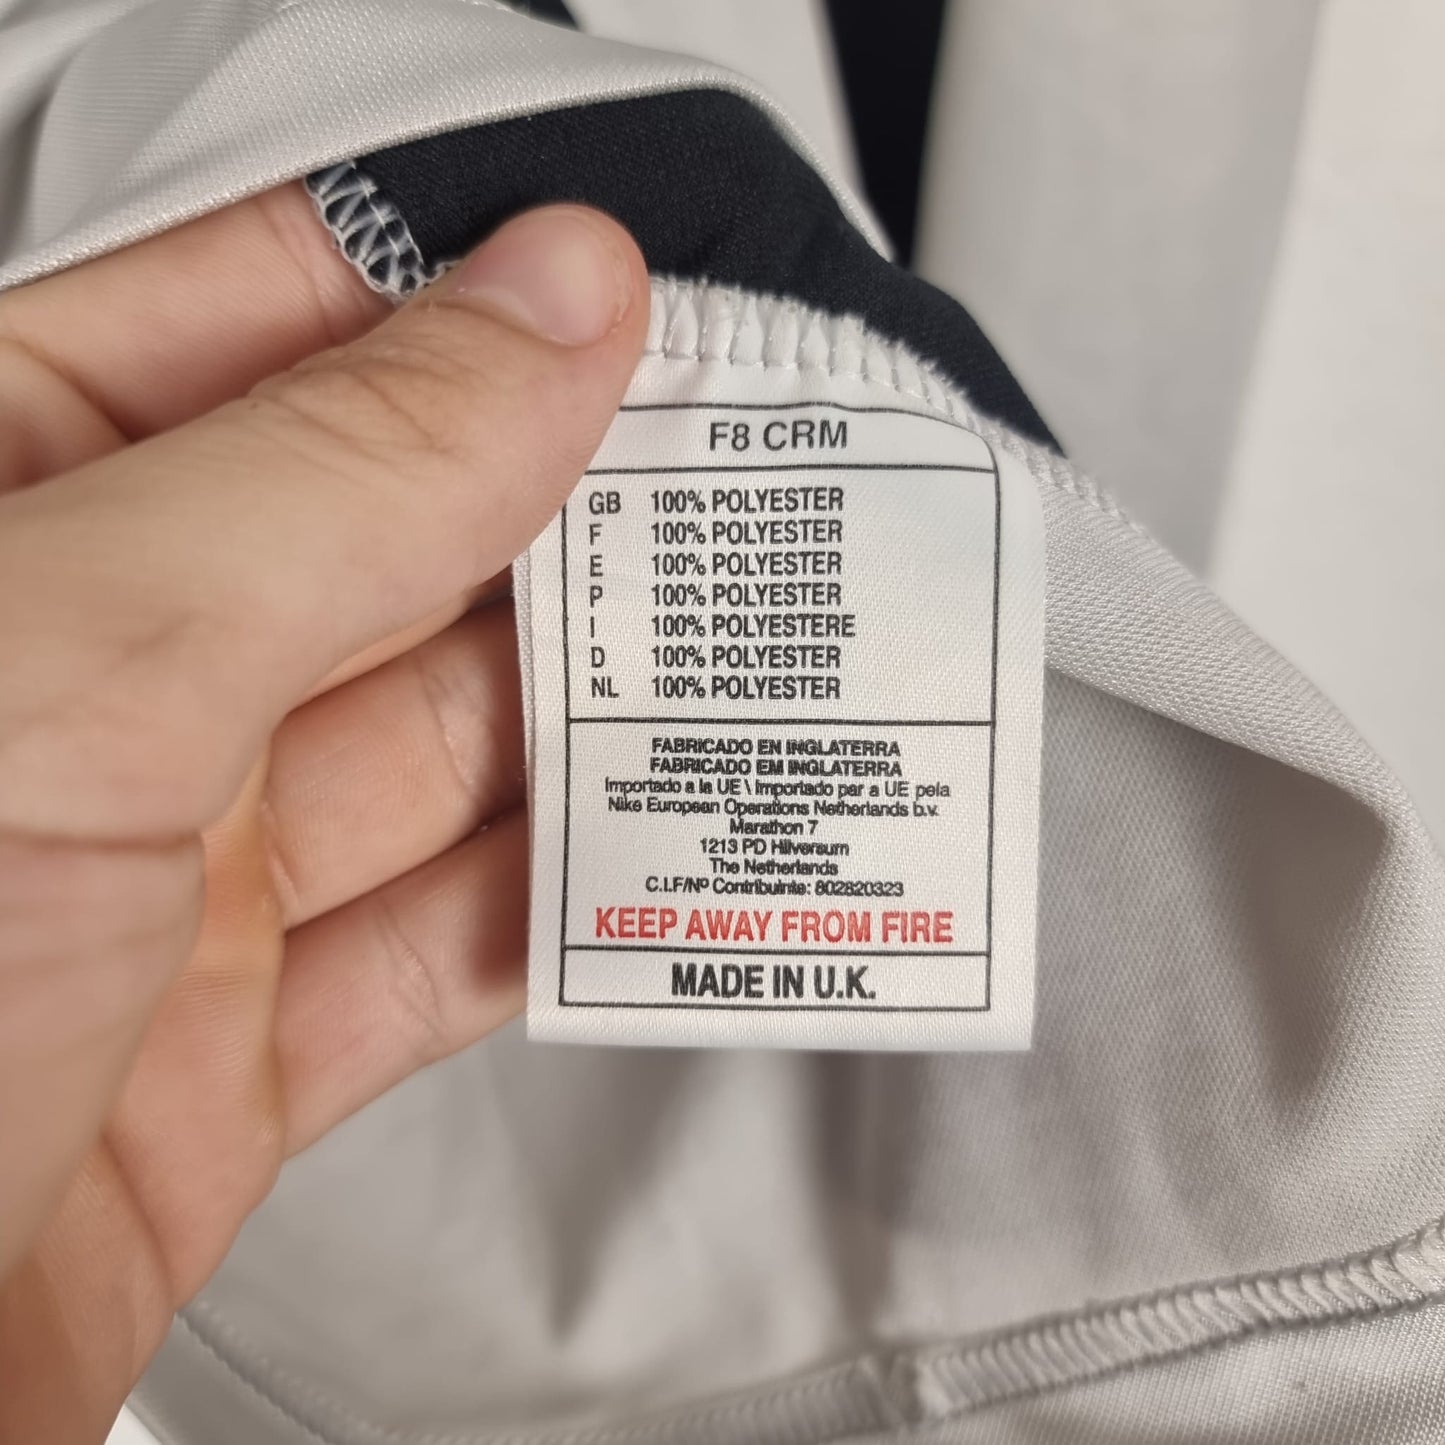 F8 CRM
GB 100% POLYESTER
F 100% POLYESTER
E 100% POLYESTER
P 100% POLYESTER
I 100% POLYESTERE
D 100% POLYESTER
NL 100% POLYESTER
FABRICADO EN INGLATERRA
FABRICADO EM INGLATERRA
Importado a la UE \ Importado par a UE pela
Nike European Operations Netherlands b.v.
Marathon 7
1213 PD Hilversum
The Netherlands
C.I.F/Nº Contribuinte: 802820323
KEEP AWAY FROM FIRE
MADE IN U.K.